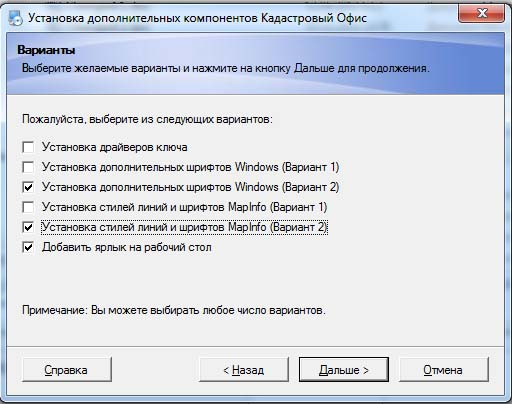 Установка дополнительных компонентов Кадастровый Офис
Варианты
Выберите желаемые варианты и нажмите на кнопку Дальше для продолжения.
Пожалуйста, выберите из следующих вариантов:
Установка драйверов ключа
Установка дополнительных шрифтов Windows (Вариант 1)
Установка дополнительных шрифтов Windows (Вариант 2)
Установка стилей линий и шрифтов MapInfo (Вариант 1)
Установка стилей линий и шрифтов MapInfo (Вариант 2)
Добавить ярлык на рабочий стол
Примечание: Вы можете выбирать любое число вариантов.
Справка
< Назад
Дальше >
Отмена